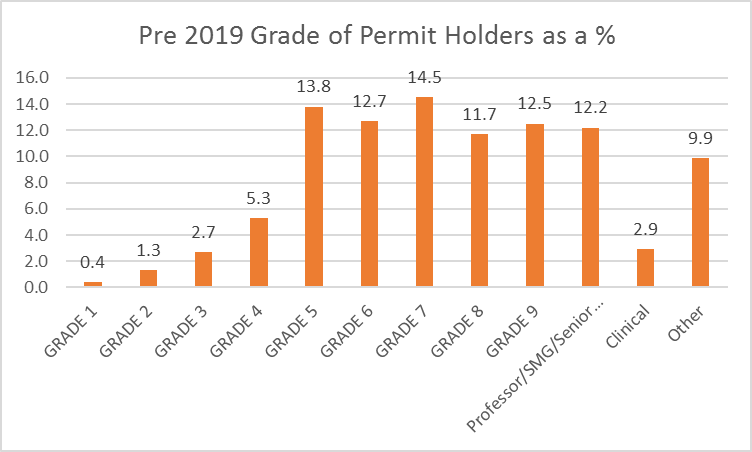 Pre 2019 Grade of Permit Holders as a %
16.0
14.0
12.0
10.0
8.0
6.0
4.0
2.0
0.0
0.4
1.3
2.7
5.3
13.8
12.7
14.5
11.7
12.5
12.2
2.9
9.9
GRADE 1
GRADE 2
GRADE 3
GRADE 4
GRADE 5
GRADE 6
GRADE 7
GRADE 8
GRADE 9
Professor/SMG/Senior...
Clinical
Other